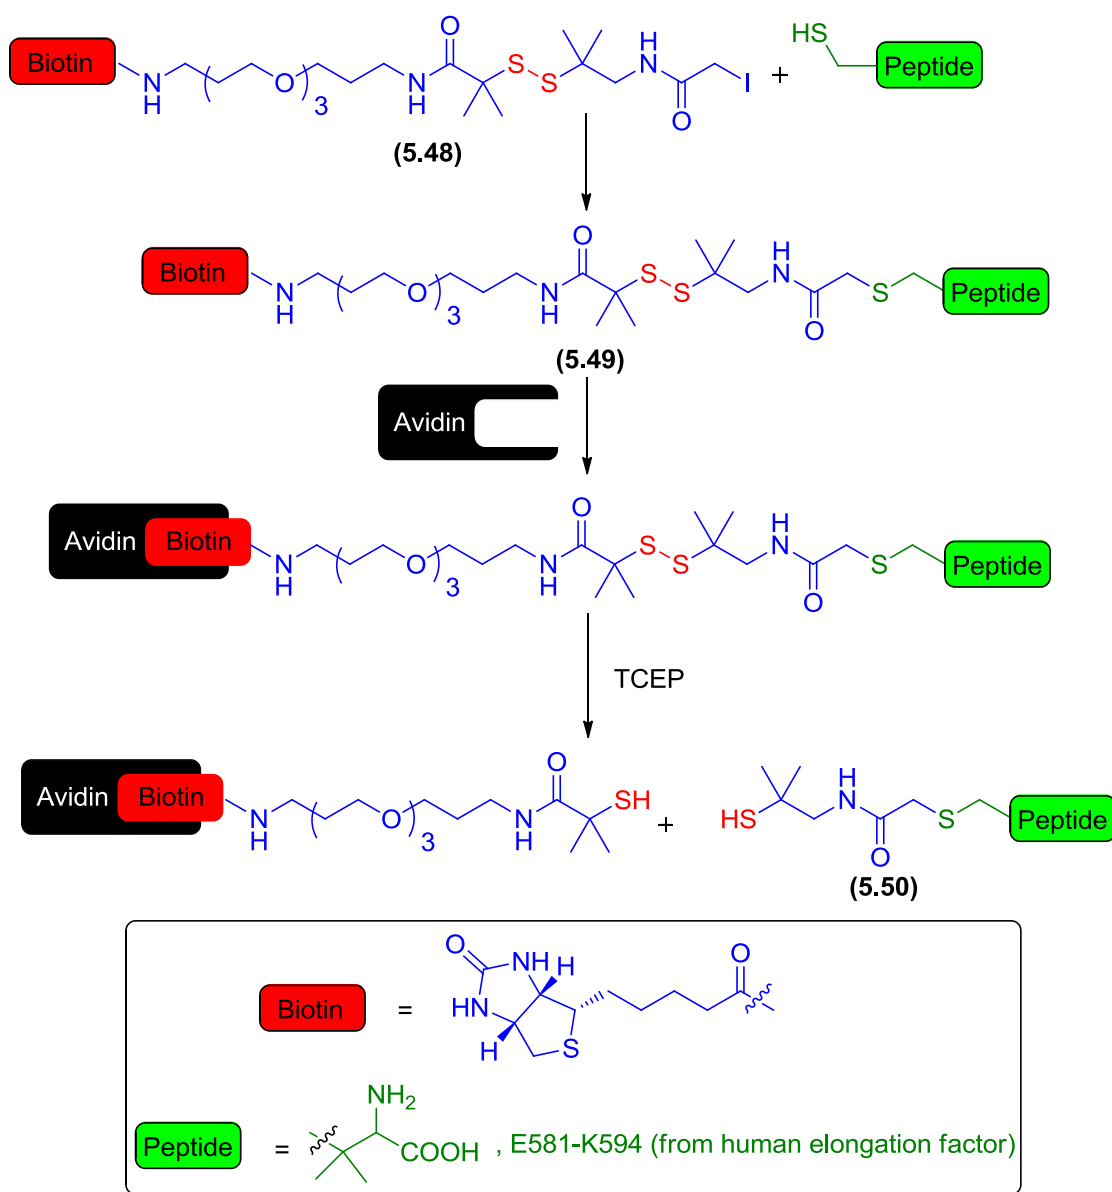 Biotin N H O 3 N H O S S H N O I + HS Peptide
(5.48)
Biotin N H O 3 N H O S S H N O S Peptide
(5.49)
Avidin
Avidin Biotin N H O 3 N H O S S H N O S Peptide
TCEP
Avidin Biotin N H O 3 N H O SH + HS H N O S Peptide
(5.50)
Biotin = O NH HN H H S O
Peptide = NH2 COOH , E581-K594 (from human elongation factor)